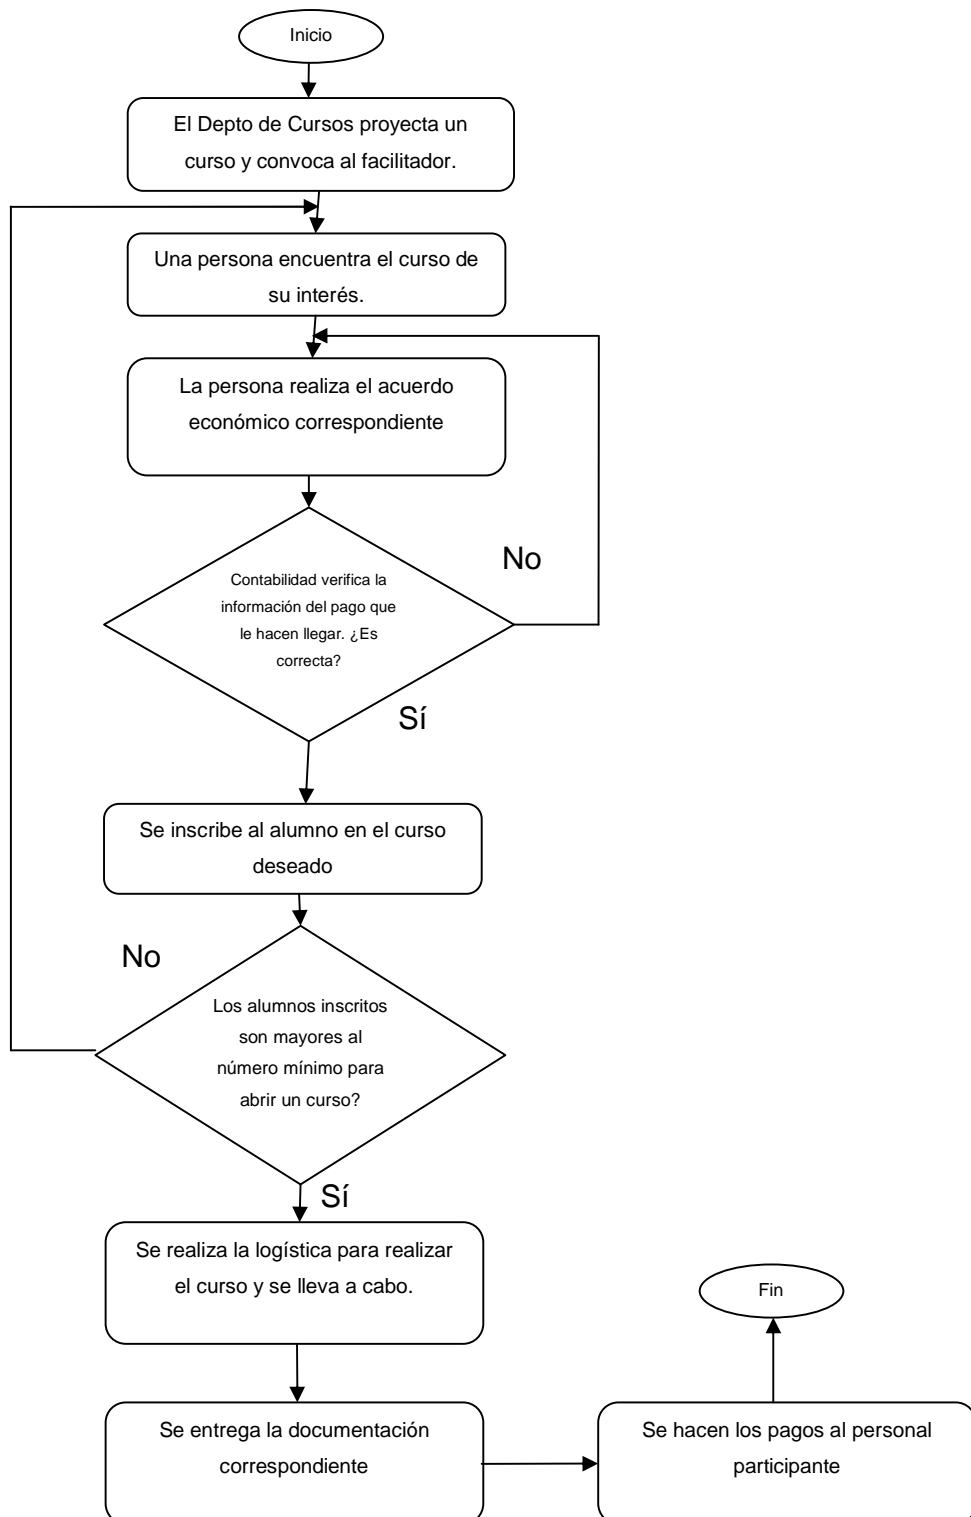 Inicio
El Depto de Cursos proyecta un
curso y convoca al facilitador.
Una persona encuentra el curso de
su interés.
La persona realiza el acuerdo
económico correspondiente
No
Contabilidad verifica la
información del pago que
le hacen llegar. ¿Es
correcta?
Sí
Se inscribe al alumno en el curso
deseado
No
Los alumnos inscritos
son mayores al
número mínimo para
abrir un curso?
Sí
Se realiza la logística para realizar
el curso y se lleva a cabo.
Fin
Se entrega la documentación
correspondiente
Se hacen los pagos al personal
participante